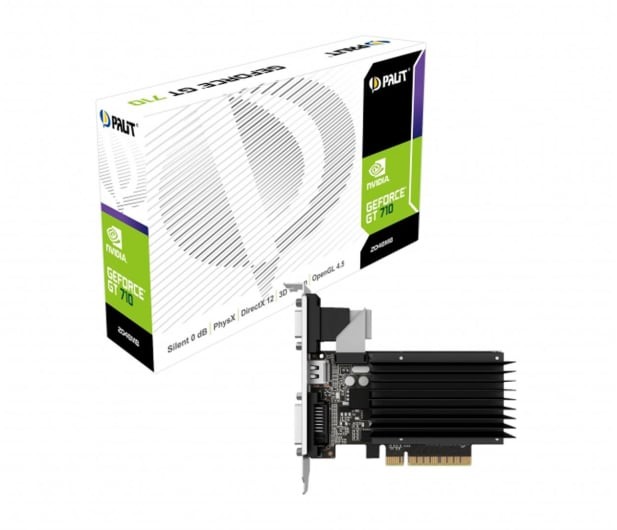 GEFORCE GT 710
PALIT
NVIDIA
GEFORCE
GT 710
2048MB
PALIT
NVIDIA
GEFORCE
GT 710
2048MB
Silent 0 dB | PhysX | DirectX 12 | 3D | OpenGL 4.5